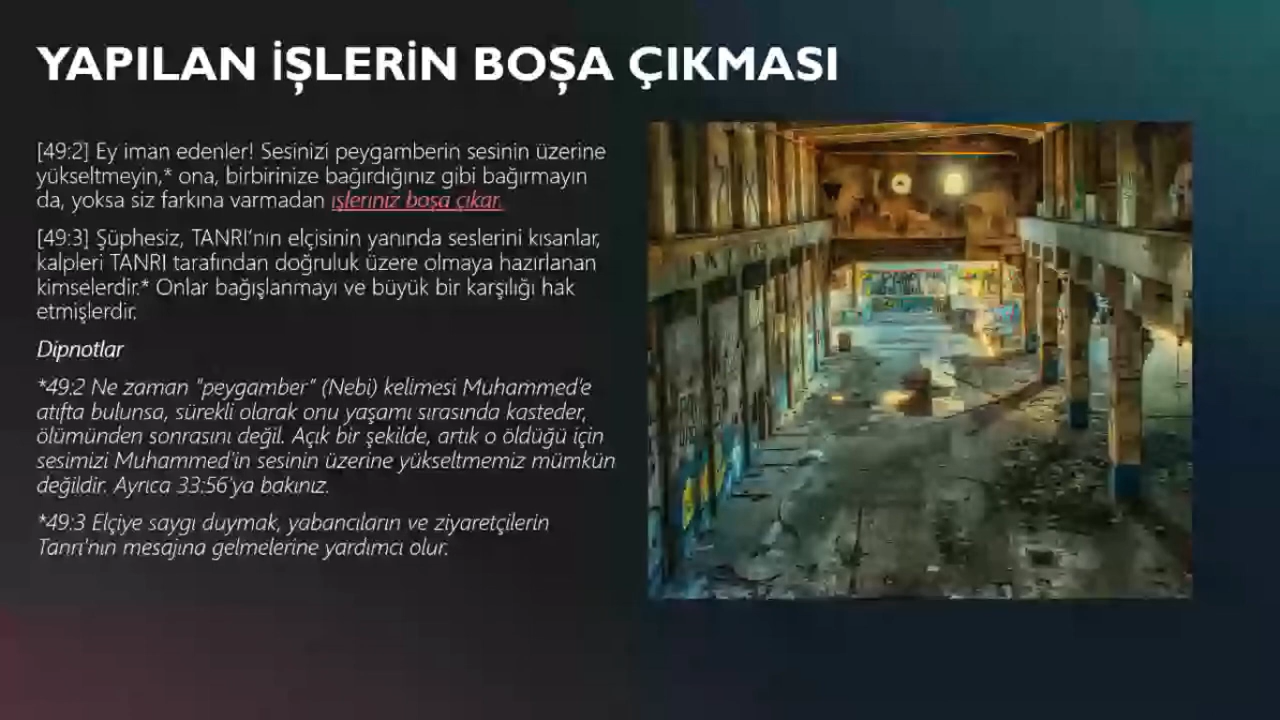 YAPILAN İŞLERİN BOŞA ÇIKMASI
[49:2] Ey iman edenler! Sesinizi peygamberin sesinin üzerine
yükseltmeyin,* ona, birbirinize bağırdığınız gibi bağırmayın
da, yoksa siz farkına varmadan işleriniz boşa çıkar.
[49:3] Şüphesiz, TANRI'nın elçisinin yanında seslerini kısanlar,
kalpleri TANRI tarafından doğruluk üzere olmaya hazırlanan
kimselerdir.* Onlar bağışlanmayı ve büyük bir karşılığı hak
etmişlerdir.
Dipnotlar
*49:2 Ne zaman "peygamber" (Nebi) kelimesi Muhammed'e
atıfta bulunsa, sürekli olarak onu yaşamı sırasında kasteder,
ölümünden sonrasını değil. Açık bir şekilde, artık o öldüğü için
sesimizi Muhammed'in sesinin üzerine yükseltmemiz mümkün
değildir. Ayrıca 33:56'ya bakınız.
*49:3 Elçiye saygı duymak, yabancıların ve ziyaretçilerin
Tanrı'nın mesajına gelmelerine yardımcı olur.